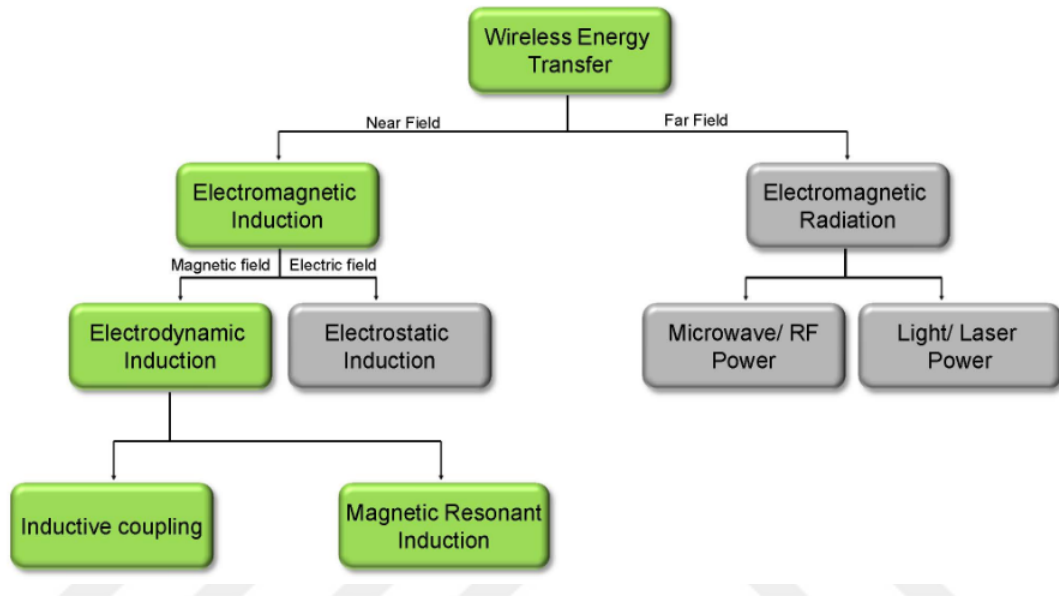 Wireless Energy
Transfer
Near Field
Far Field
Electromagnetic
Induction
Electromagnetic
Radiation
Magnetic field
Electric field
Electrodynamic
Induction
Electrostatic
Induction
Microwave/ RF
Power
Light/ Laser
Power
Inductive coupling
Magnetic Resonant
Induction